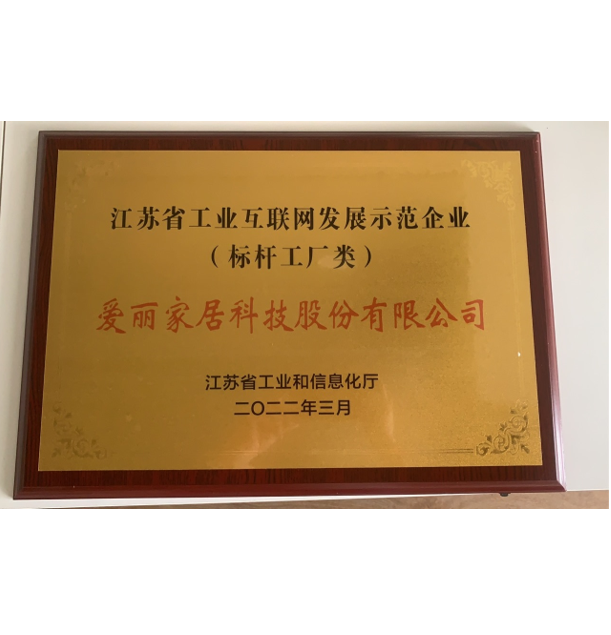 江苏省工业互联网发展示范企业
（标杆工厂类）
爱丽家居科技股份有限公司
江苏省工业和信息化厅
二〇二二年三月